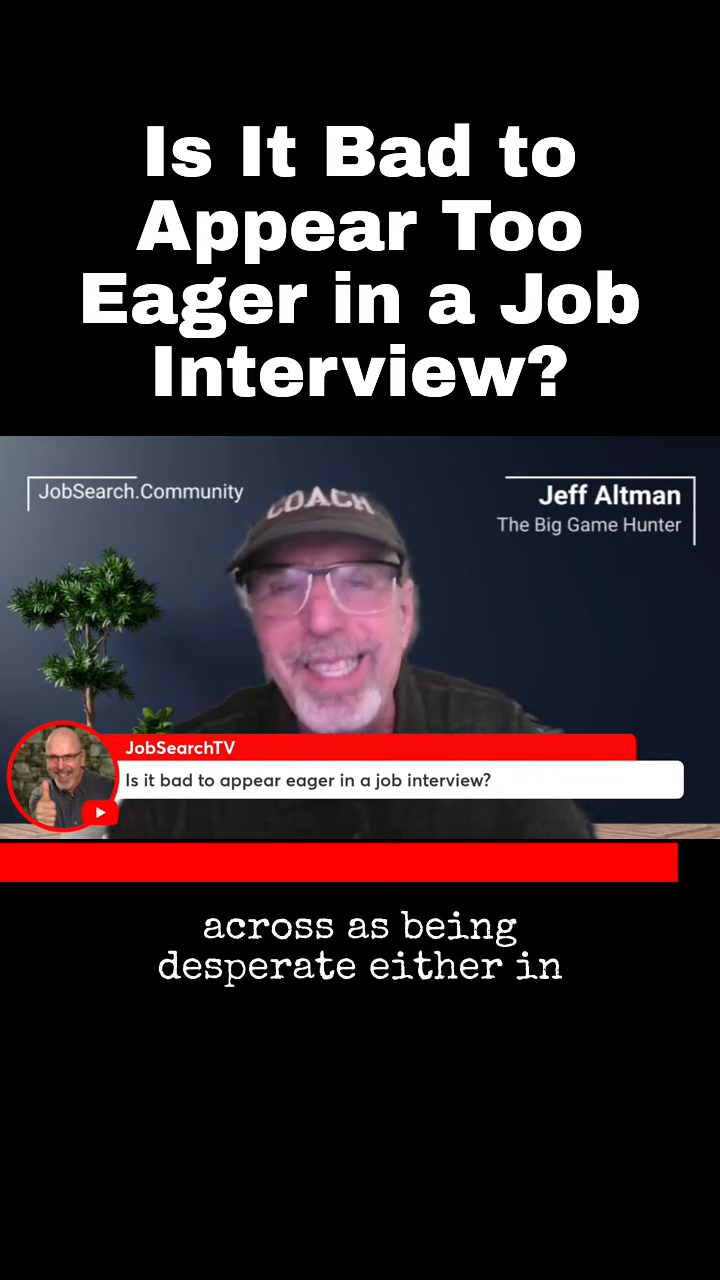 Is It Bad to
Appear Too
Eager in a Job
Interview?
JobSearch.Community
Jeff Altman
The Big Game Hunter
COACH
JobSearchTV
Is it bad to appear eager in a job interview?
across as being
desperate either in